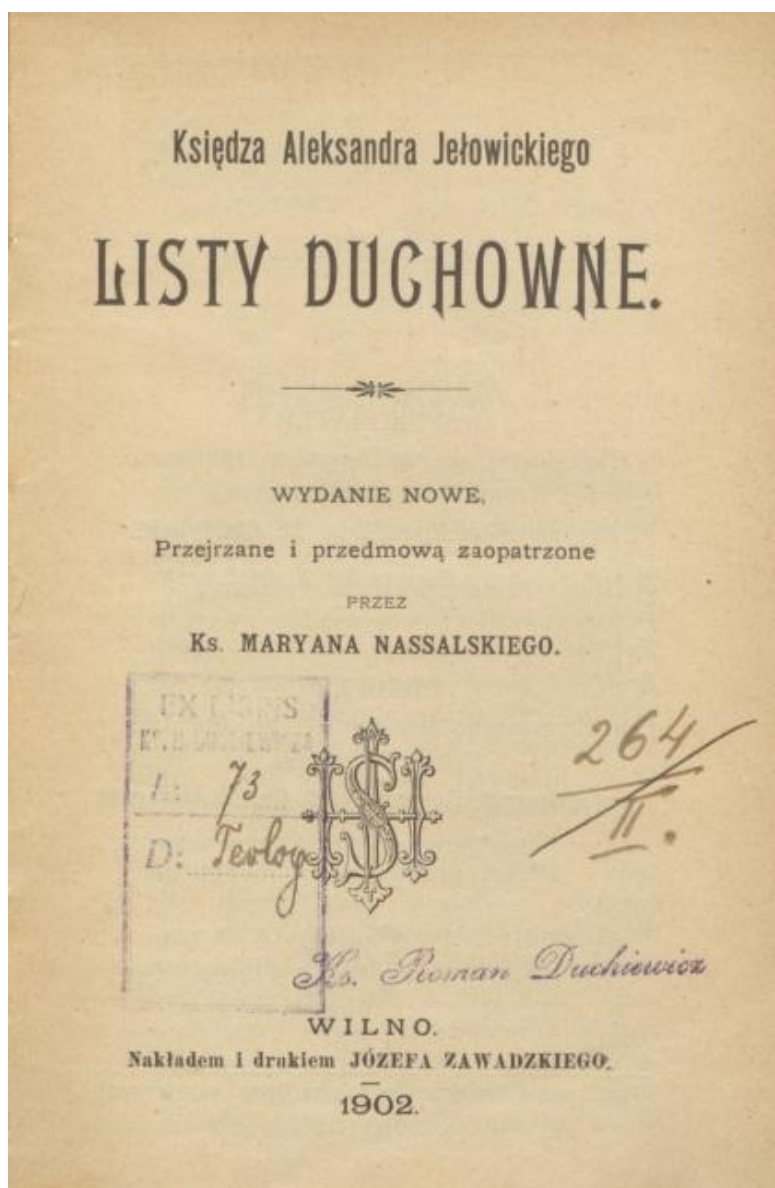 Księdza Aleksandra Jełowickiego
LISTY DUCHOWNE.
WYDANIE NOWE,
Przejrzane i przedmową zaopatrzone
PRZEZ
Ks. MARYANA NASSALSKIEGO.
EX LIBRIS
L: 73
D: Teolog
264
II.
IHS
Ks. Roman Duchiewicz
WILNO.
Nakładem i drukiem JÓZEFA ZAWADZKIEGO.
1902.